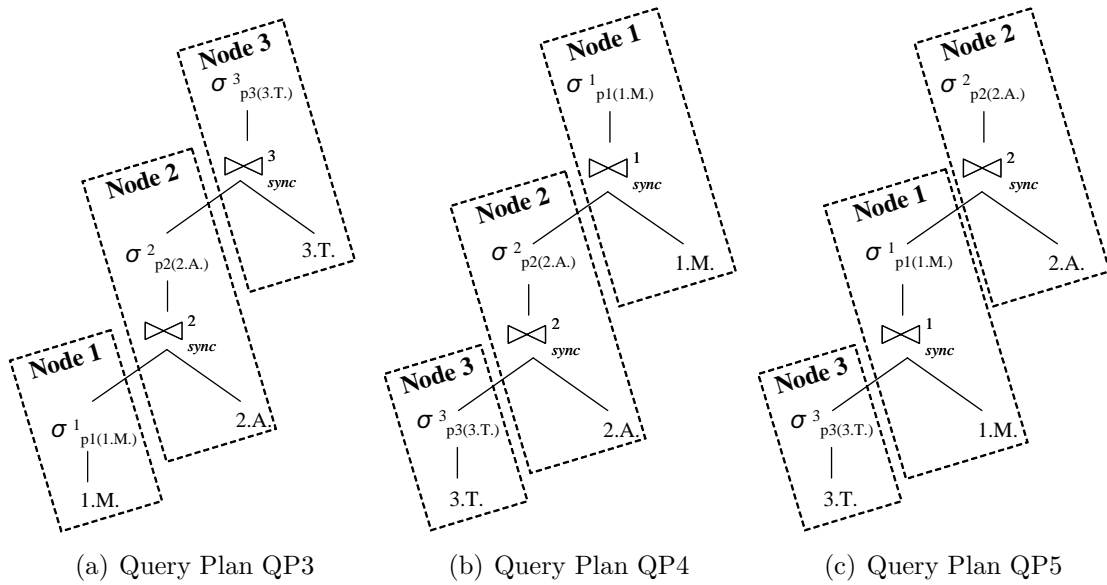 Node 3
σ 3 p3(3.T.)
3 sync
Node 2
σ 2 p2(2.A.)
3.T.
2 sync
Node 1
σ 1 p1(1.M.)
2.A.
1.M.
(a) Query Plan QP3
Node 1
σ 1 p1(1.M.)
1 sync
Node 2
σ 2 p2(2.A.)
1.M.
2 sync
Node 3
σ 3 p3(3.T.)
2.A.
3.T.
(b) Query Plan QP4
Node 2
σ 2 p2(2.A.)
2 sync
Node 1
σ 1 p1(1.M.)
2.A.
1 sync
Node 3
σ 3 p3(3.T.)
1.M.
3.T.
(c) Query Plan QP5